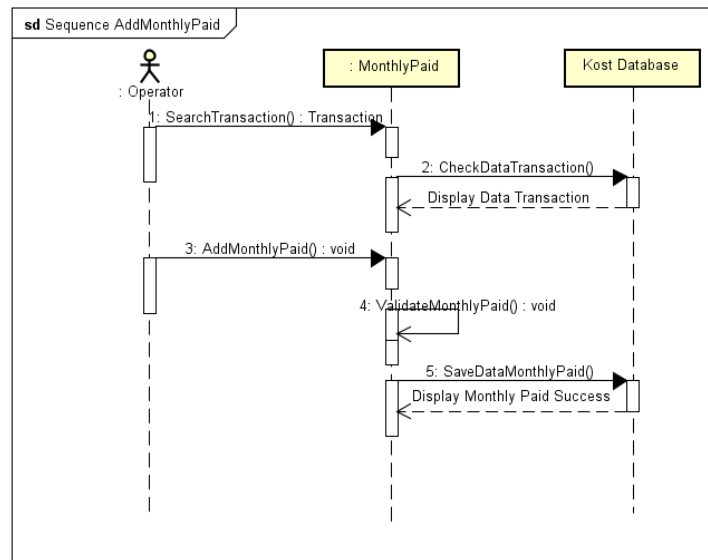 sd Sequence AddMonthlyPaid
: Operator
: MonthlyPaid
Kost Database
1: SearchTransaction() : Transaction
2: CheckDataTransaction()
Display Data Transaction
3: AddMonthlyPaid() : void
4: ValidateMonthlyPaid() : void
5: SaveDataMonthlyPaid()
Display Monthly Paid Success